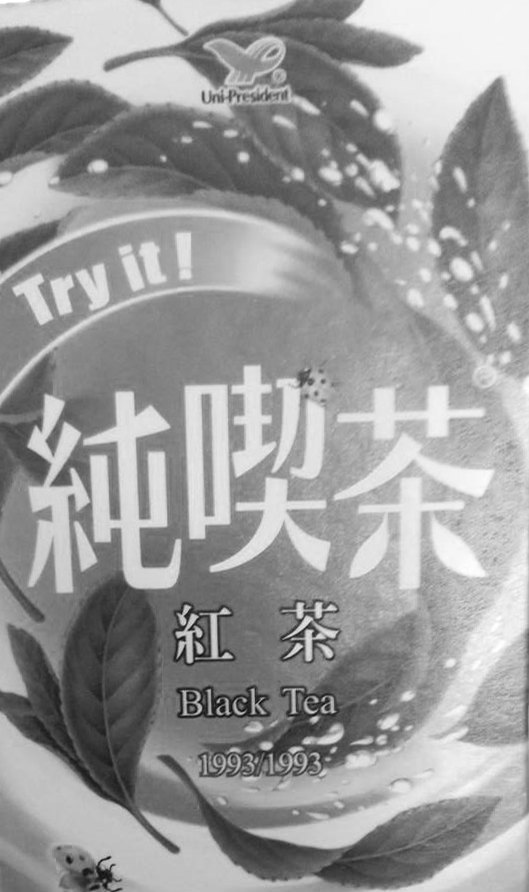 Uni-President
Try it!
純喫茶
紅茶
Black Tea
1993/1993